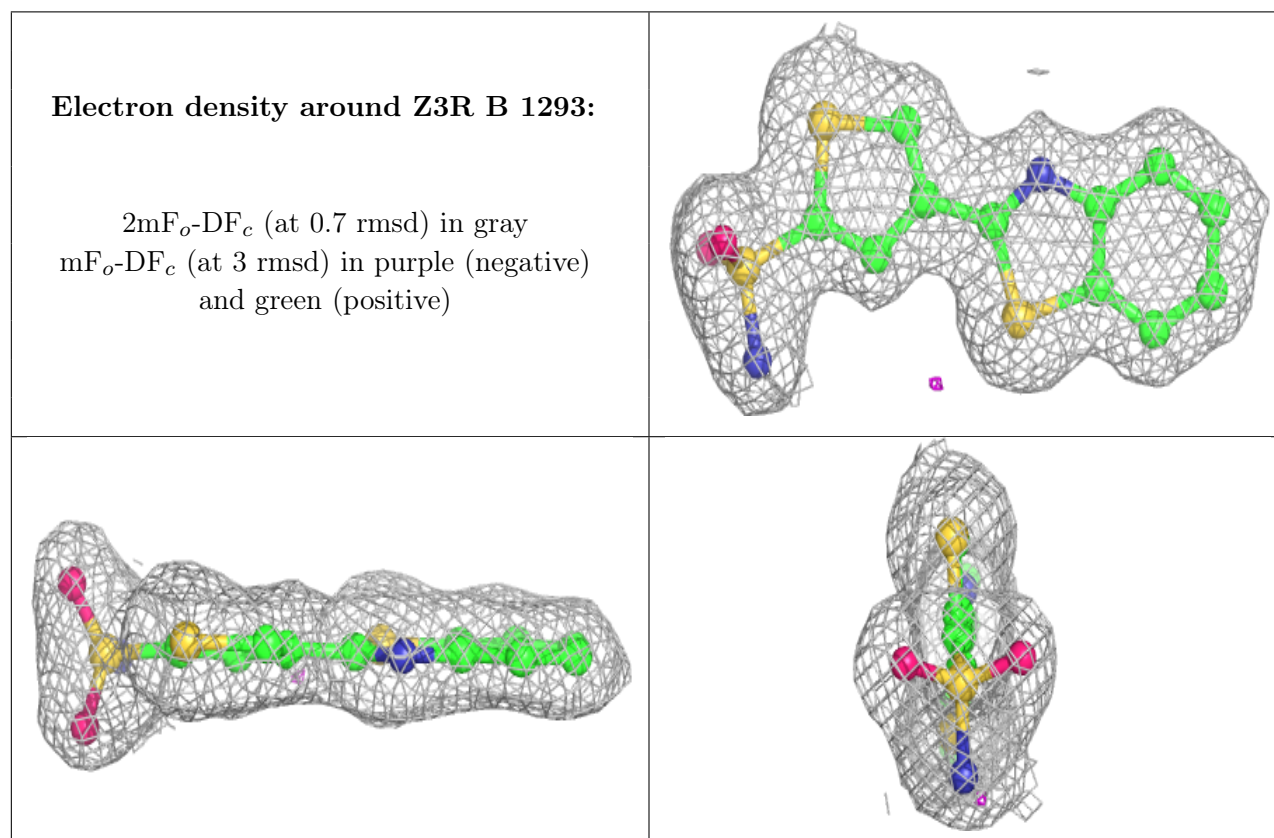 Electron density around Z3R B 1293:
2mFo-DFc (at 0.7 rmsd) in gray
mFo-DFc (at 3 rmsd) in purple (negative)
and green (positive)